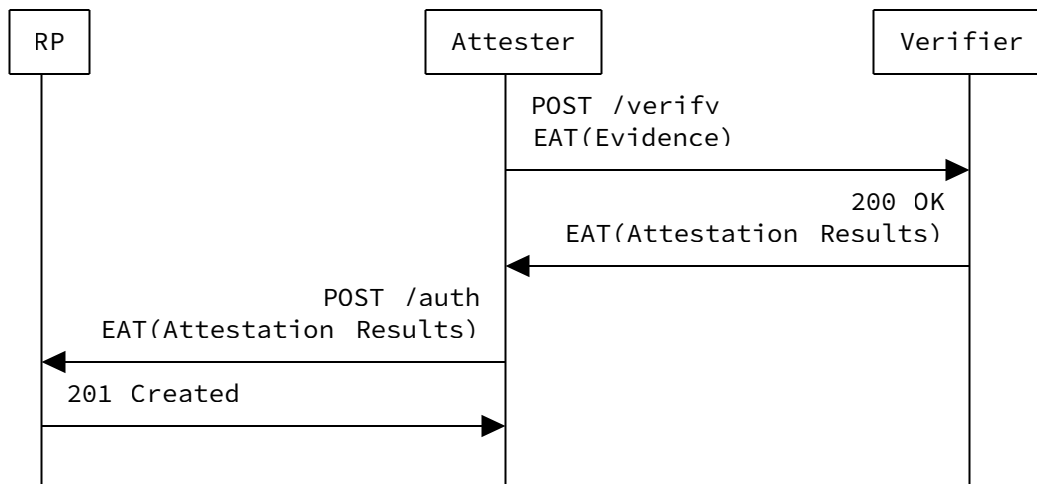 RP
Attester
Verifier
POST /verify
EAT(Evidence)
200 OK
EAT(Attestation Results)
POST /auth
EAT(Attestation Results)
201 Created